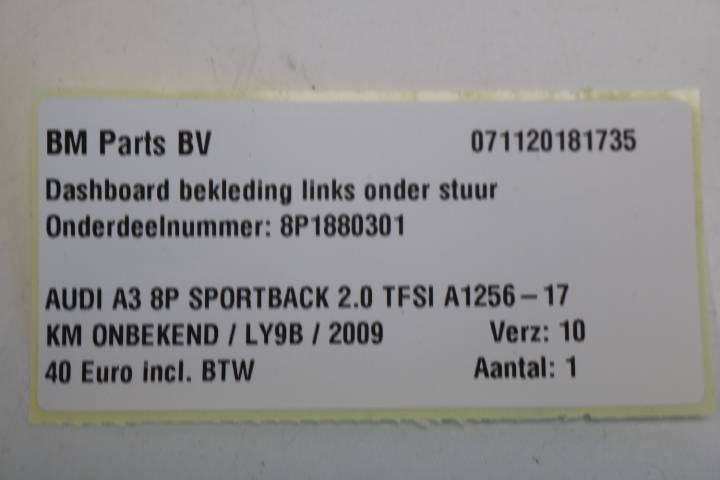 BM Parts BV 071120181735
Dashboard bekleding links onder stuur
Onderdeelnummer: 8P1880301
AUDI A3 8P SPORTBACK 2.0 TFSI A1256-17
KM ONBEKEND / LY9B / 2009 Verz: 10
40 Euro incl. BTW Aantal: 1